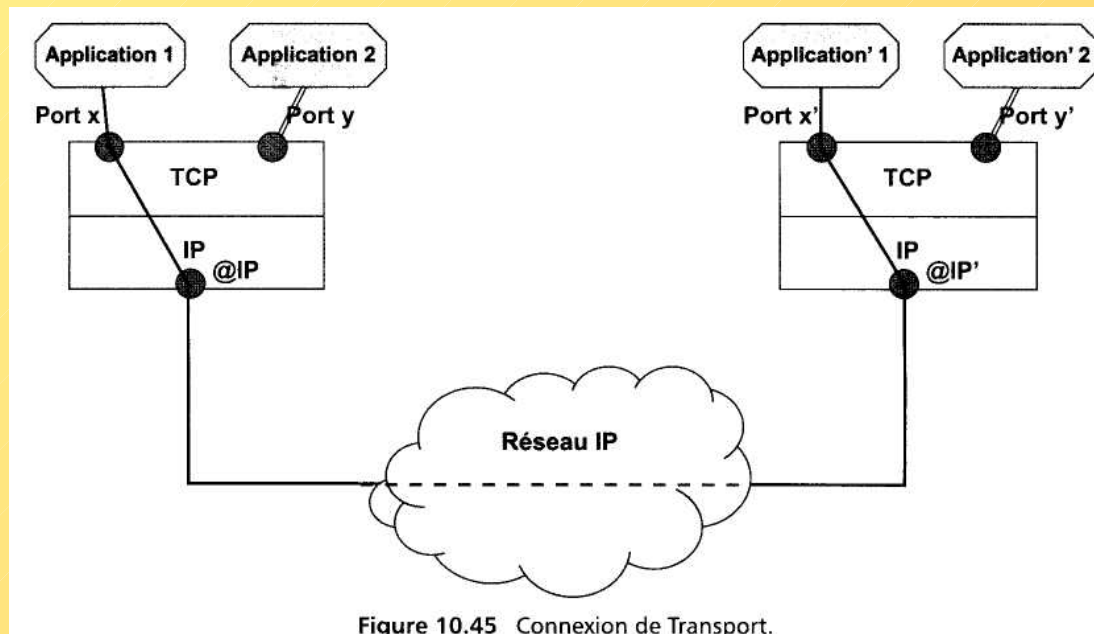 Application 1
Application 2
Application' 1
Application' 2
Port x
Port y
Port x'
Port y'
TCP
TCP
IP
@IP
IP
@IP'
Réseau IP
Figure 10.45 Connexion de Transport.